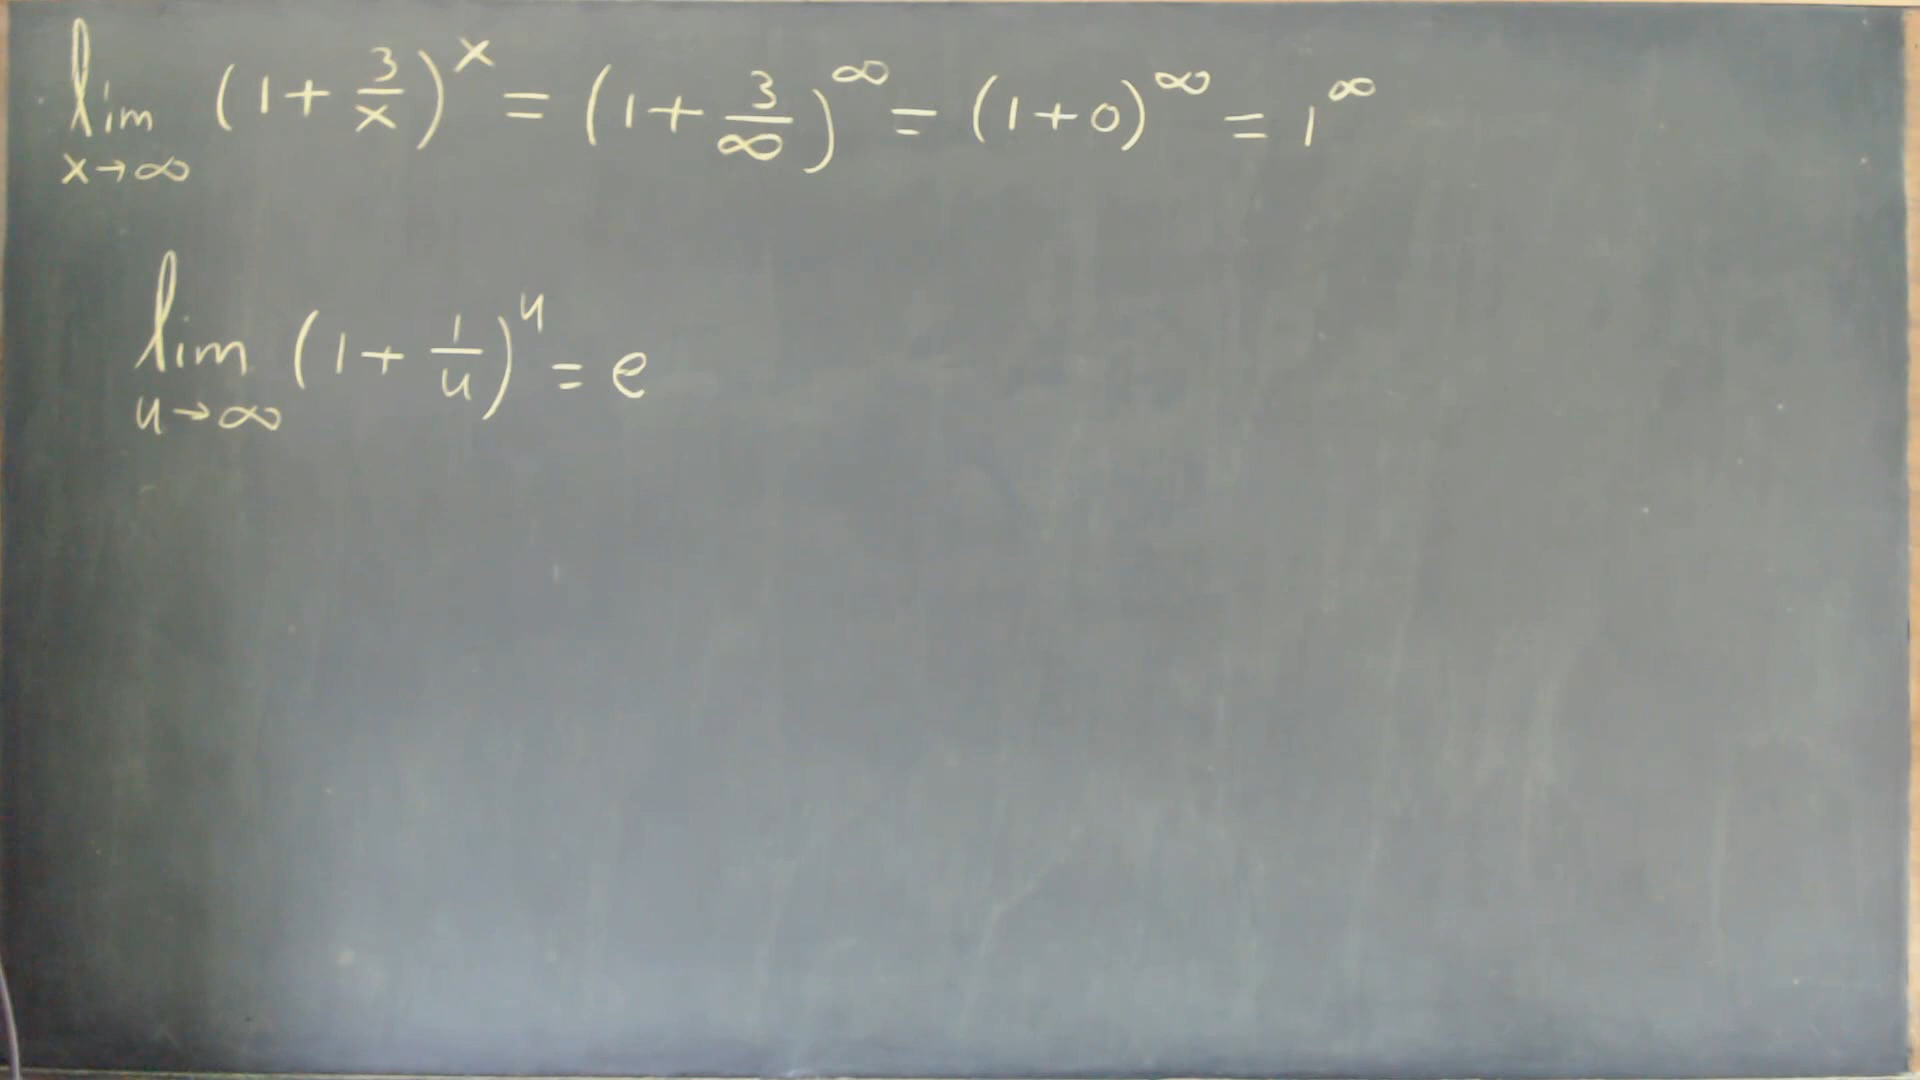 lim x→∞ (1 + 3/x)^x = (1 + 3/∞)^∞ = (1+0)^∞ = 1^∞
lim u→∞ (1 + 1/u)^u = e